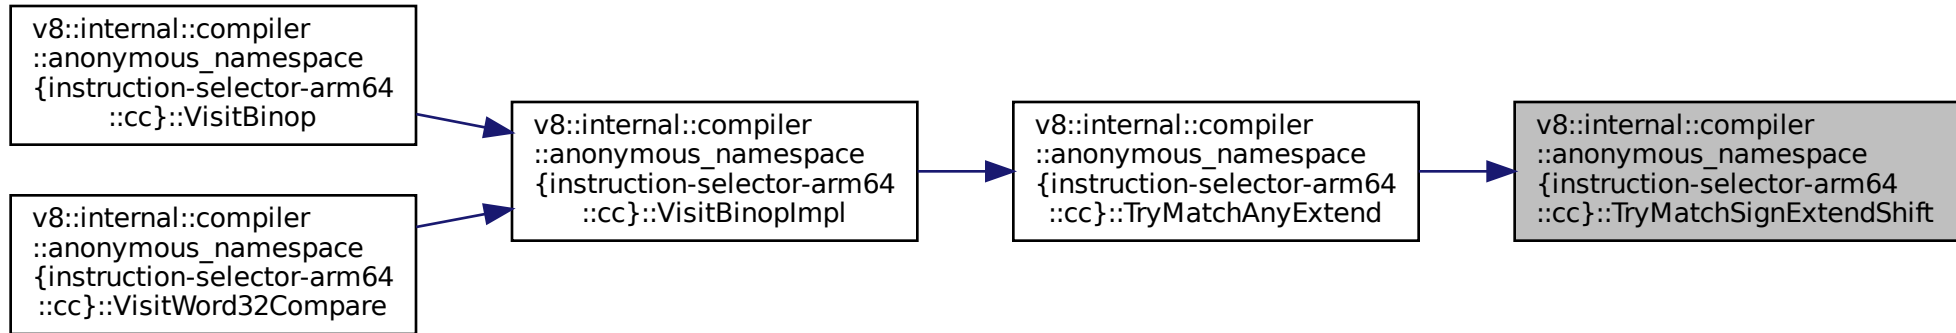 v8::internal::compiler
::anonymous_namespace
{instruction-selector-arm64
::cc}::VisitBinop
v8::internal::compiler
::anonymous_namespace
{instruction-selector-arm64
::cc}::VisitWord32Compare
v8::internal::compiler
::anonymous_namespace
{instruction-selector-arm64
::cc}::VisitBinopImpl
v8::internal::compiler
::anonymous_namespace
{instruction-selector-arm64
::cc}::TryMatchAnyExtend
v8::internal::compiler
::anonymous_namespace
{instruction-selector-arm64
::cc}::TryMatchSignExtendShift